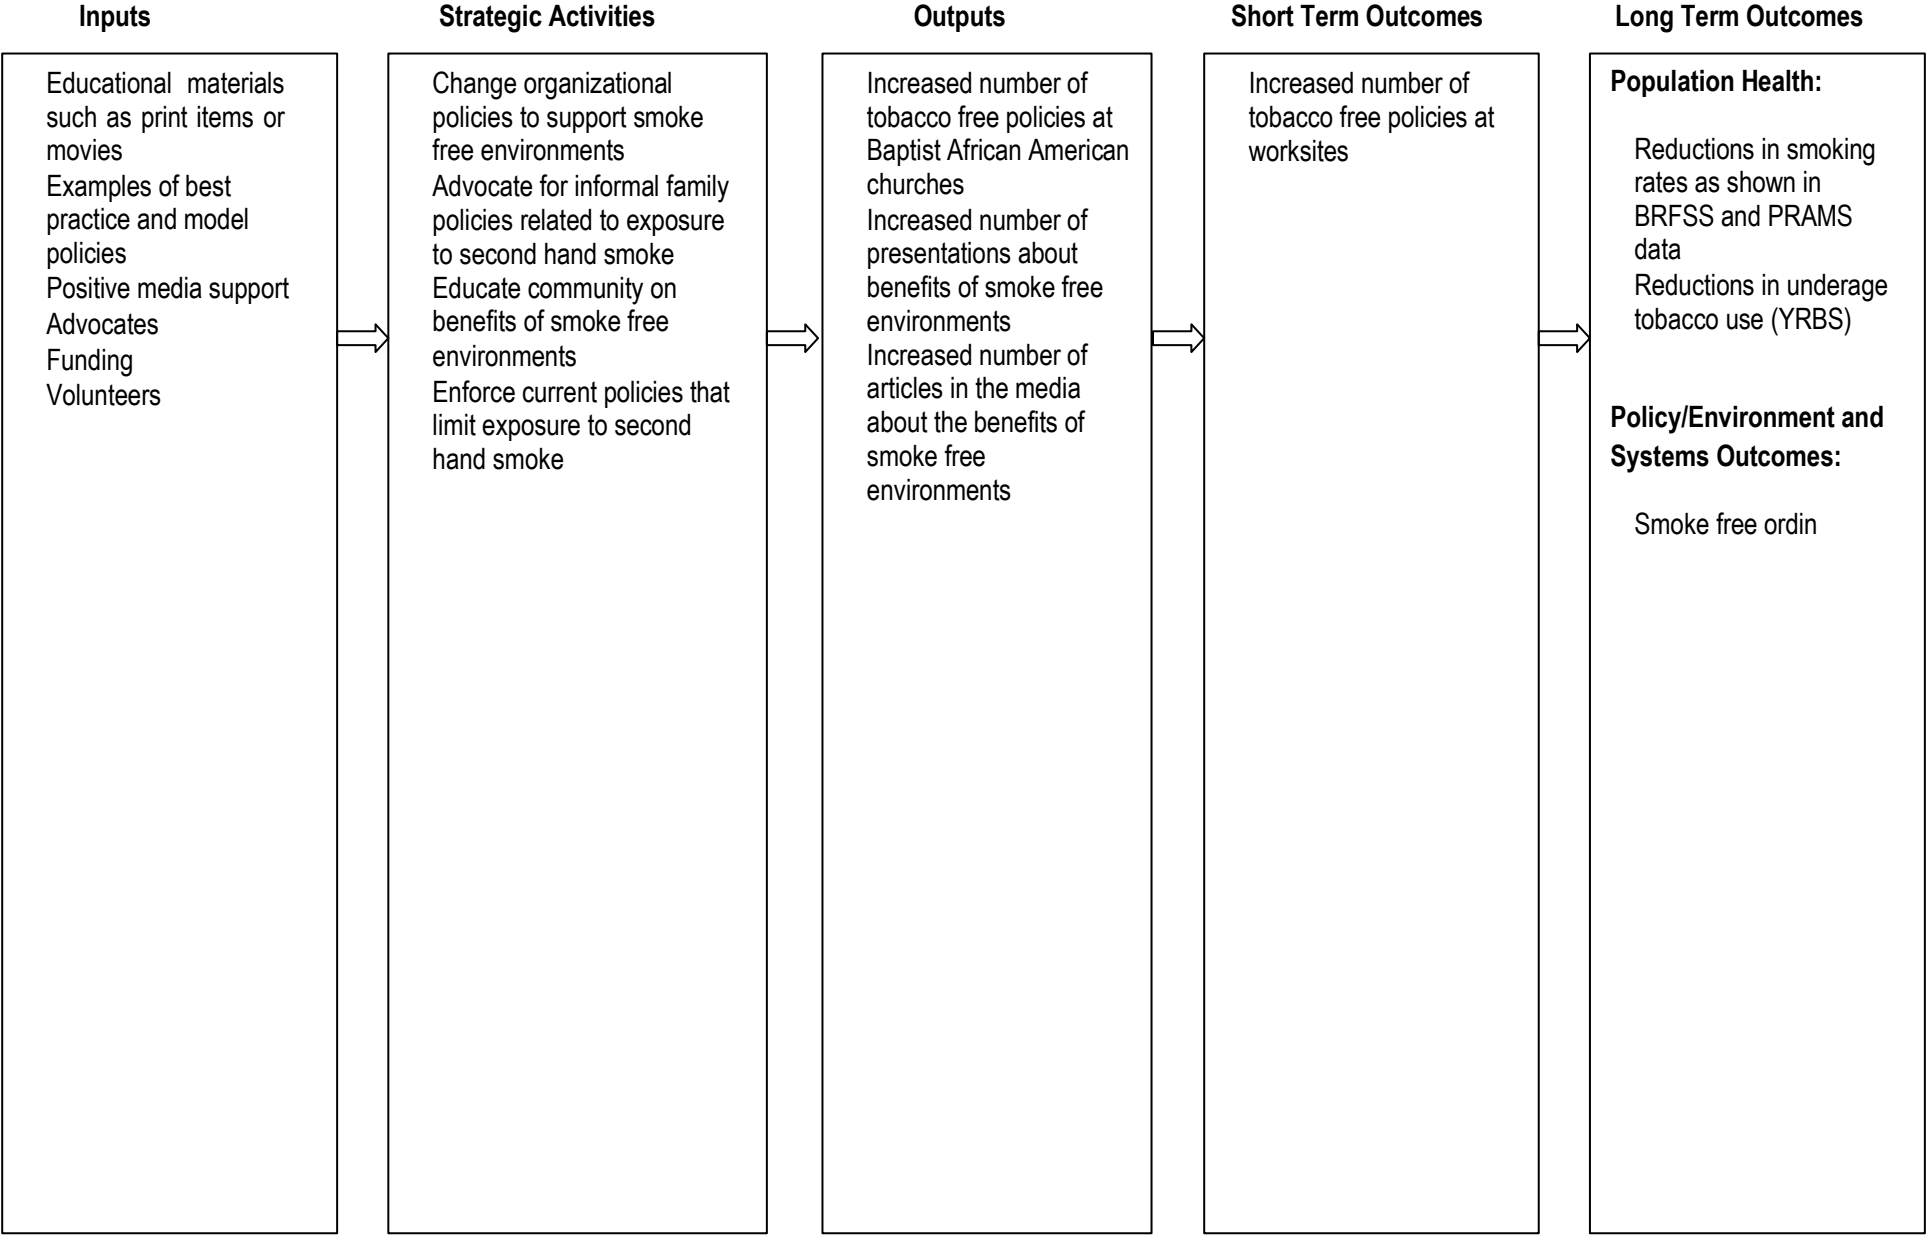 Inputs
Strategic Activities
Outputs
Short Term Outcomes
Long Term Outcomes
Educational materials
such as print items or
movies
Examples of best
practice and model
policies
Positive media support
Advocates
Funding
Volunteers
Change organizational
policies to support smoke
free environments
Advocate for informal family
policies related to exposure
to second hand smoke
Educate community on
benefits of smoke free
environments
Enforce current policies that
limit exposure to second
hand smoke
Increased number of
tobacco free policies at
Baptist African American
churches
Increased number of
presentations about
benefits of smoke free
environments
Increased number of
articles in the media
about the benefits of
smoke free
environments
Increased number of
tobacco free policies at
worksites
Population Health:
Reductions in smoking
rates as shown in
BRFSS and PRAMS
data
Reductions in underage
tobacco use (YRBS)
Policy/Environment and
Systems Outcomes:
Smoke free ordin